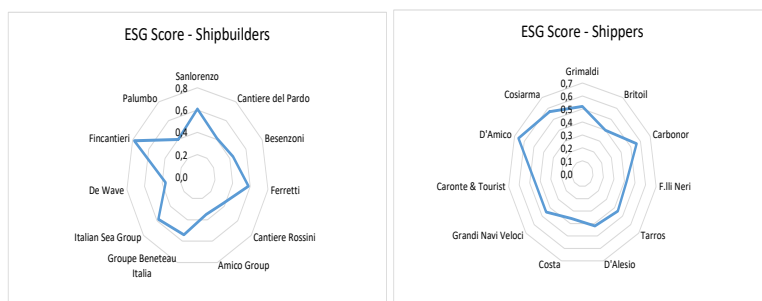 ESG Score - Shipbuilders
Sanlorenzo
Cantiere del Pardo
Besenzoni
Ferretti
Cantiere Rossini
Amico Group
Groupe Beneteau
Italia
Italian Sea Group
De Wave
Fincantieri
Palumbo
0,8
0,6
0,4
0,2
0,0
ESG Score - Shippers
Grimaldi
Britoil
Carbonor
F.lli Neri
Tarros
D'Alesio
Costa
Grandi Navi Veloci
Caronte & Tourist
D'Amico
Cosiarma
0,7
0,6
0,5
0,4
0,3
0,2
0,1
0,0